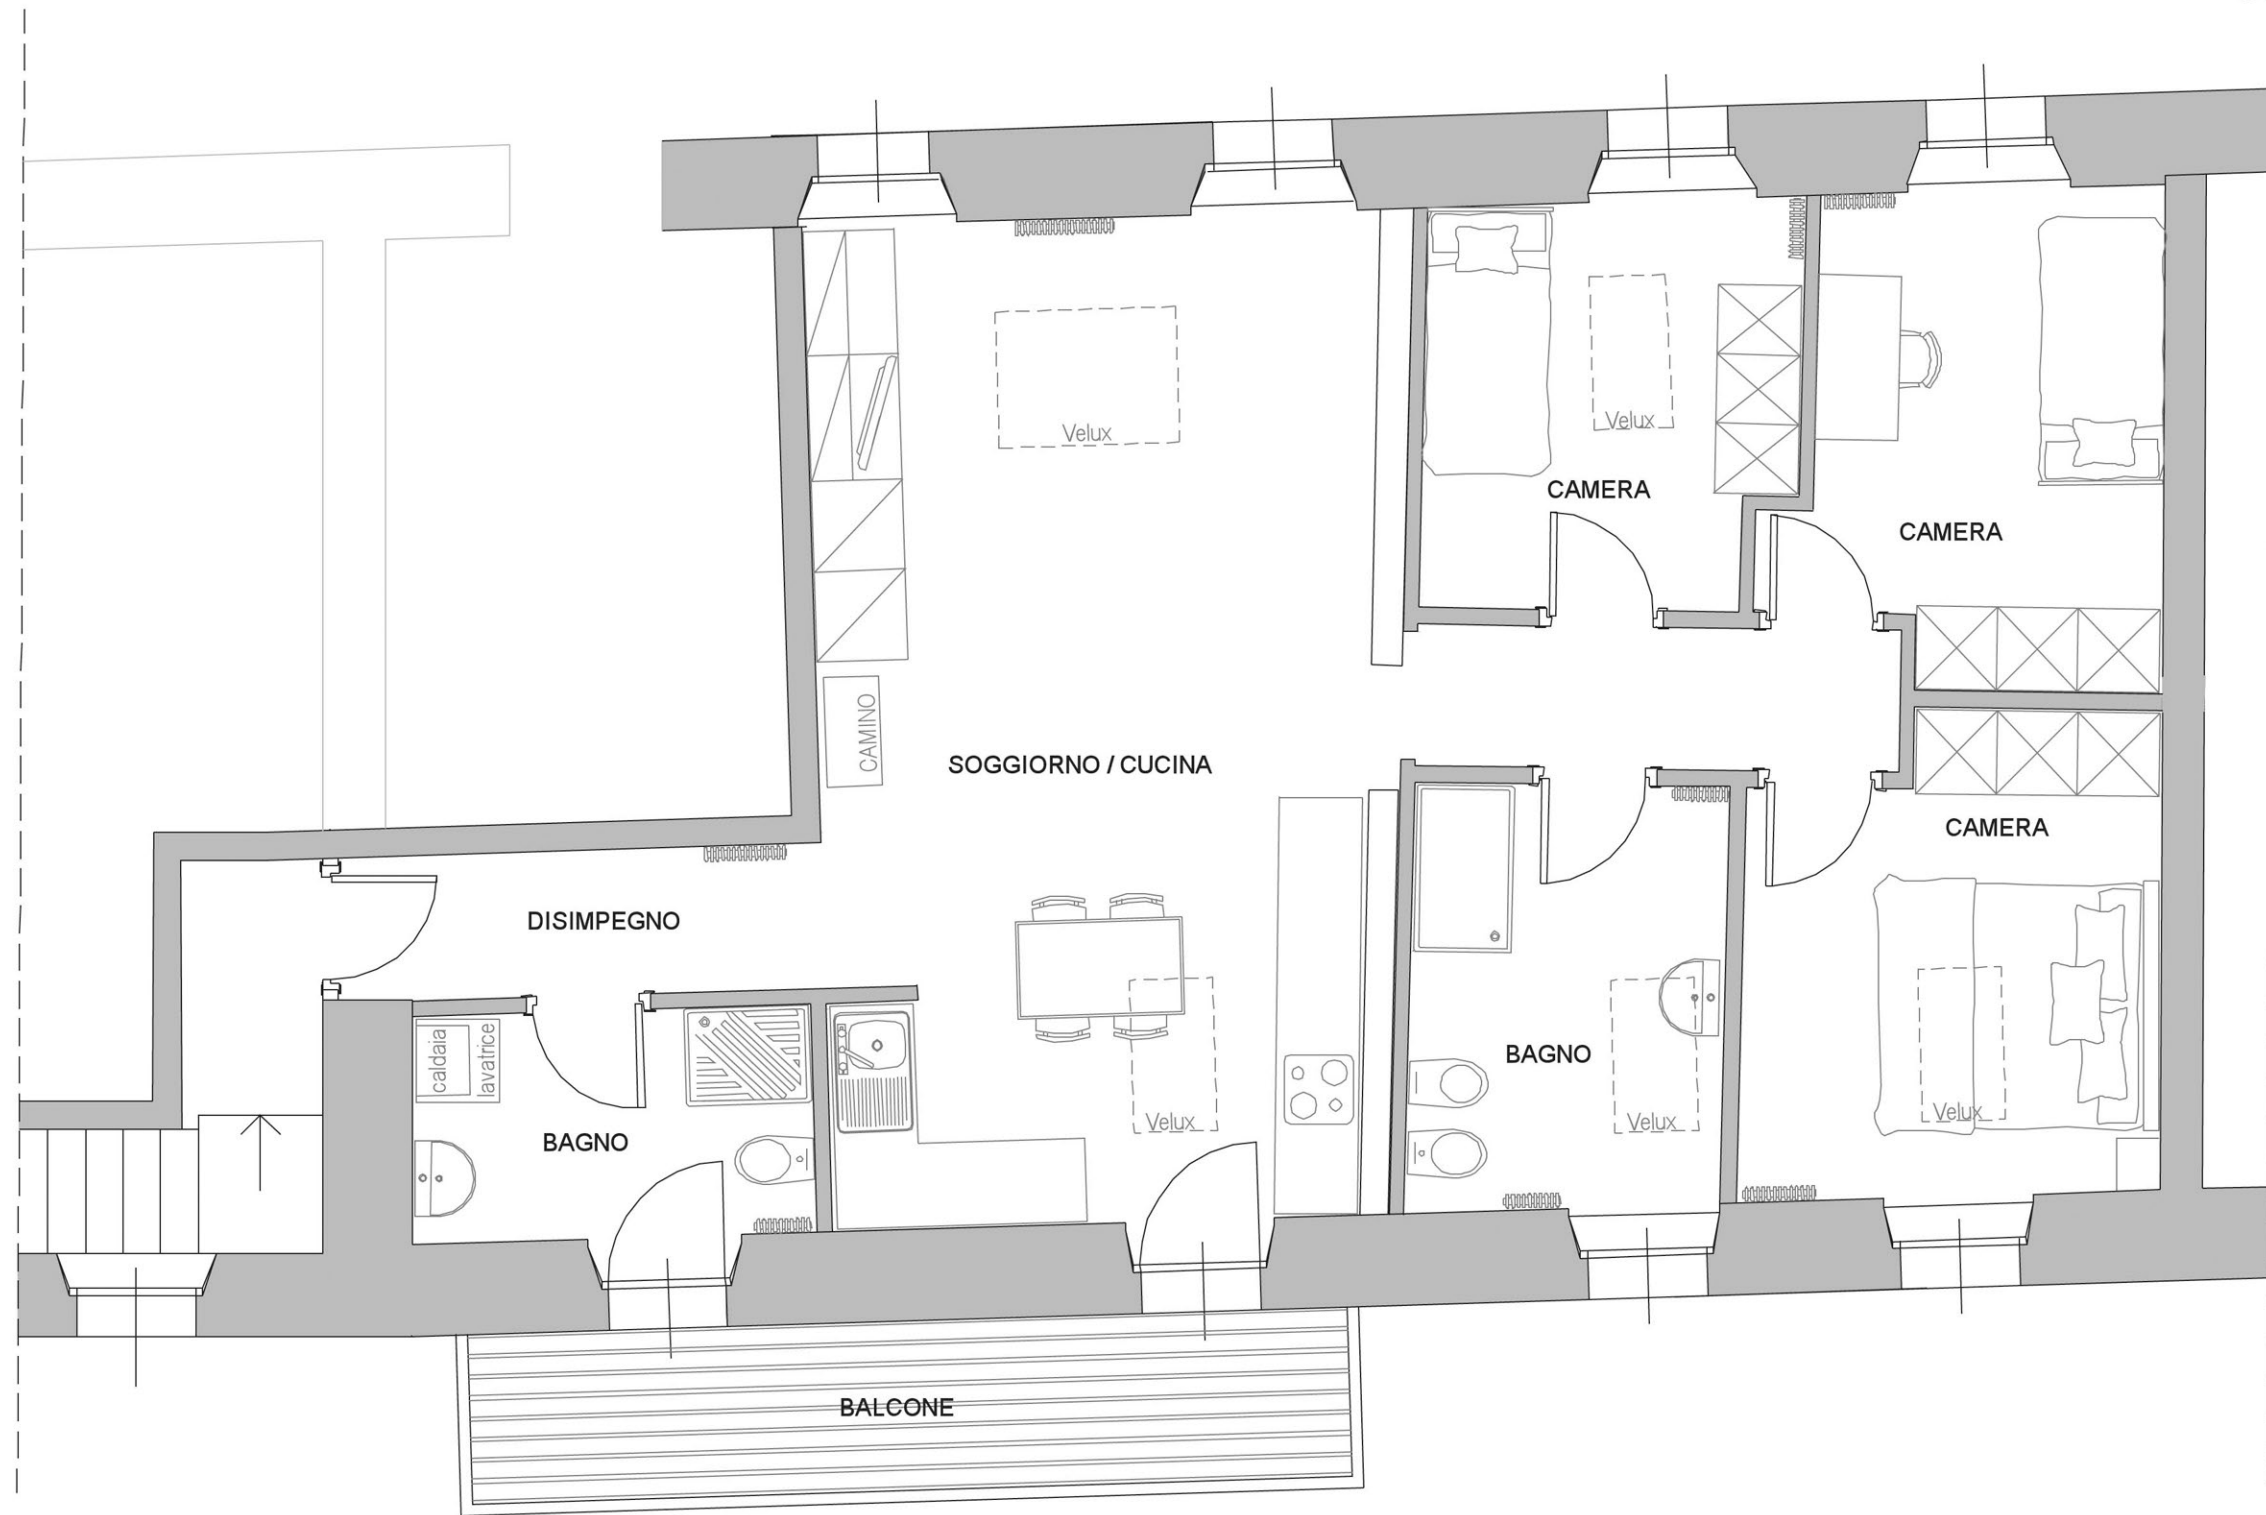 Velux
Velux
CAMERA
CAMERA
CAMINO
SOGGIORNO / CUCINA
CAMERA
DISIMPEGNO
caldaia
lavatrice
BAGNO
BAGNO
Velux
Velux
Velux
BALCONE